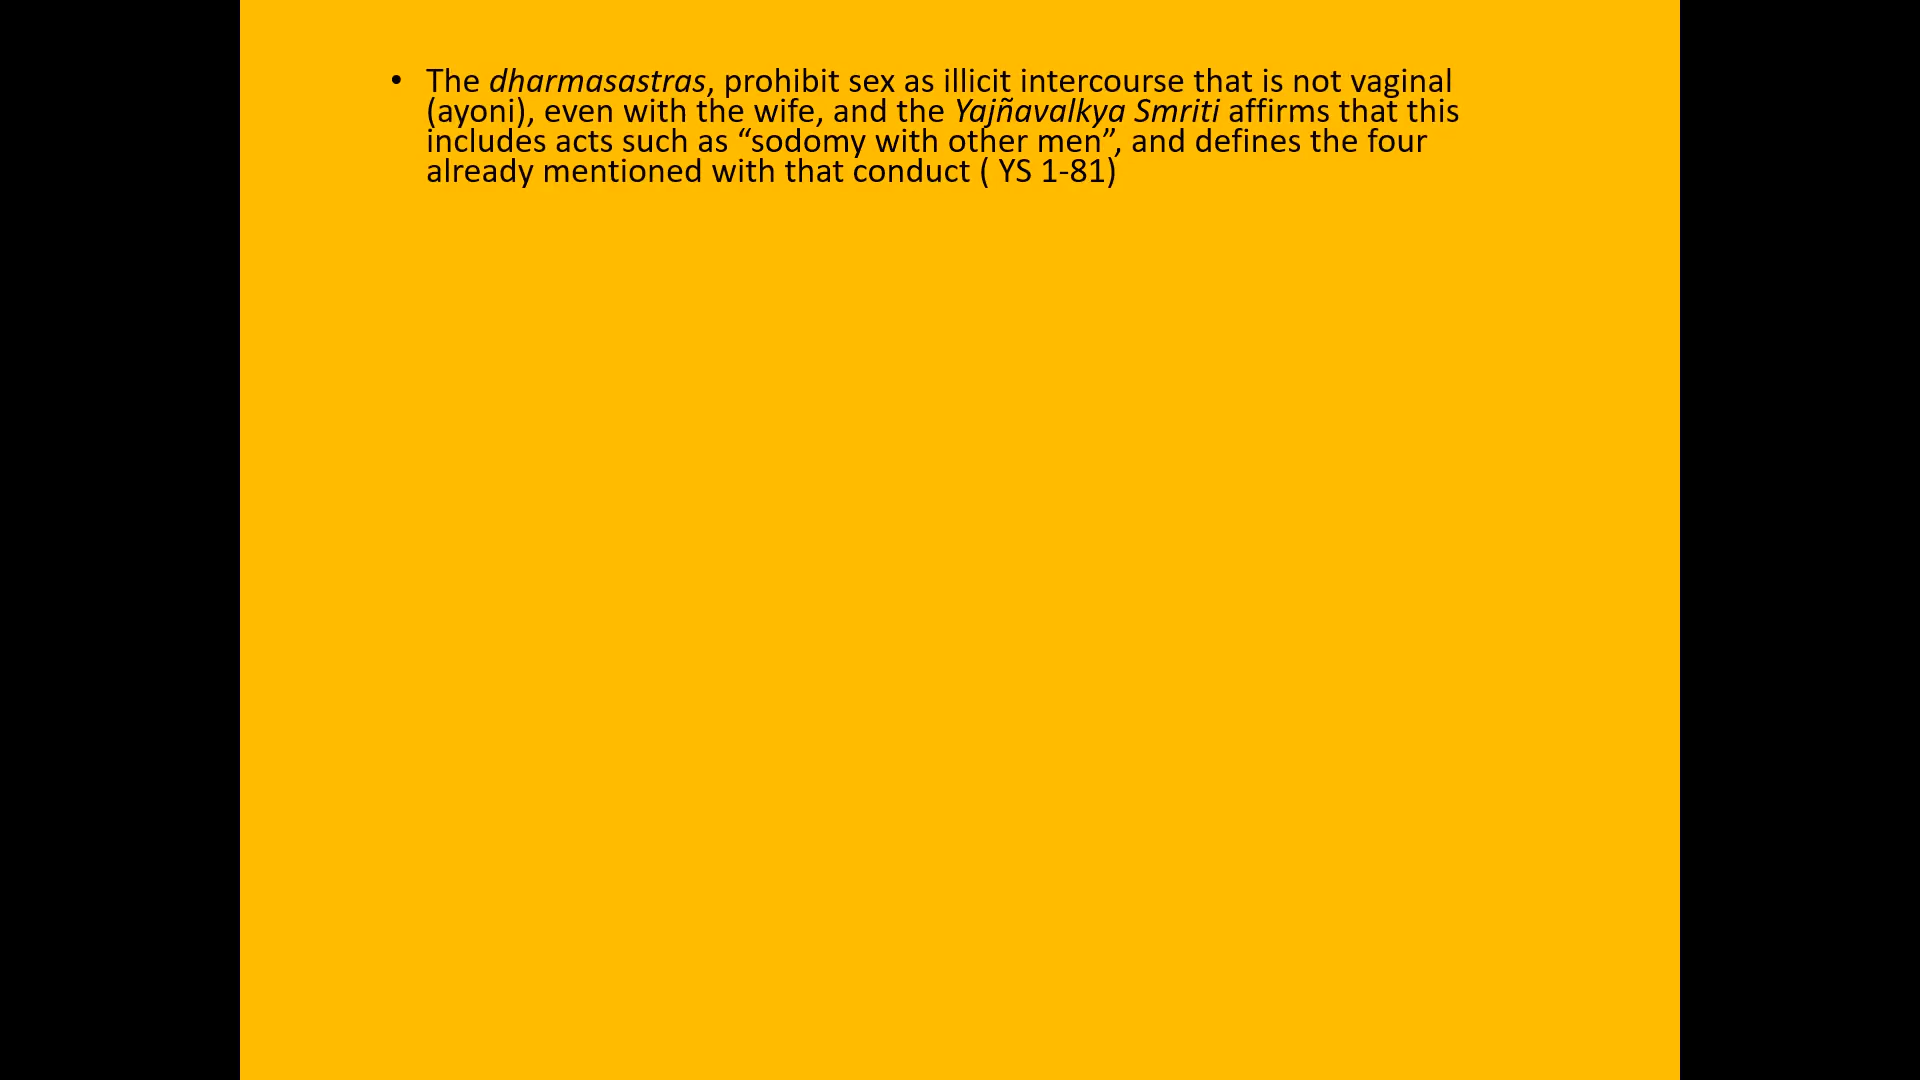 • The dharmasastras, prohibit sex as illicit intercourse that is not vaginal
(ayoni), even with the wife, and the Yajñavalkya Smriti affirms that this
includes acts such as “sodomy with other men”, and defines the four
already mentioned with that conduct ( YS 1-81)